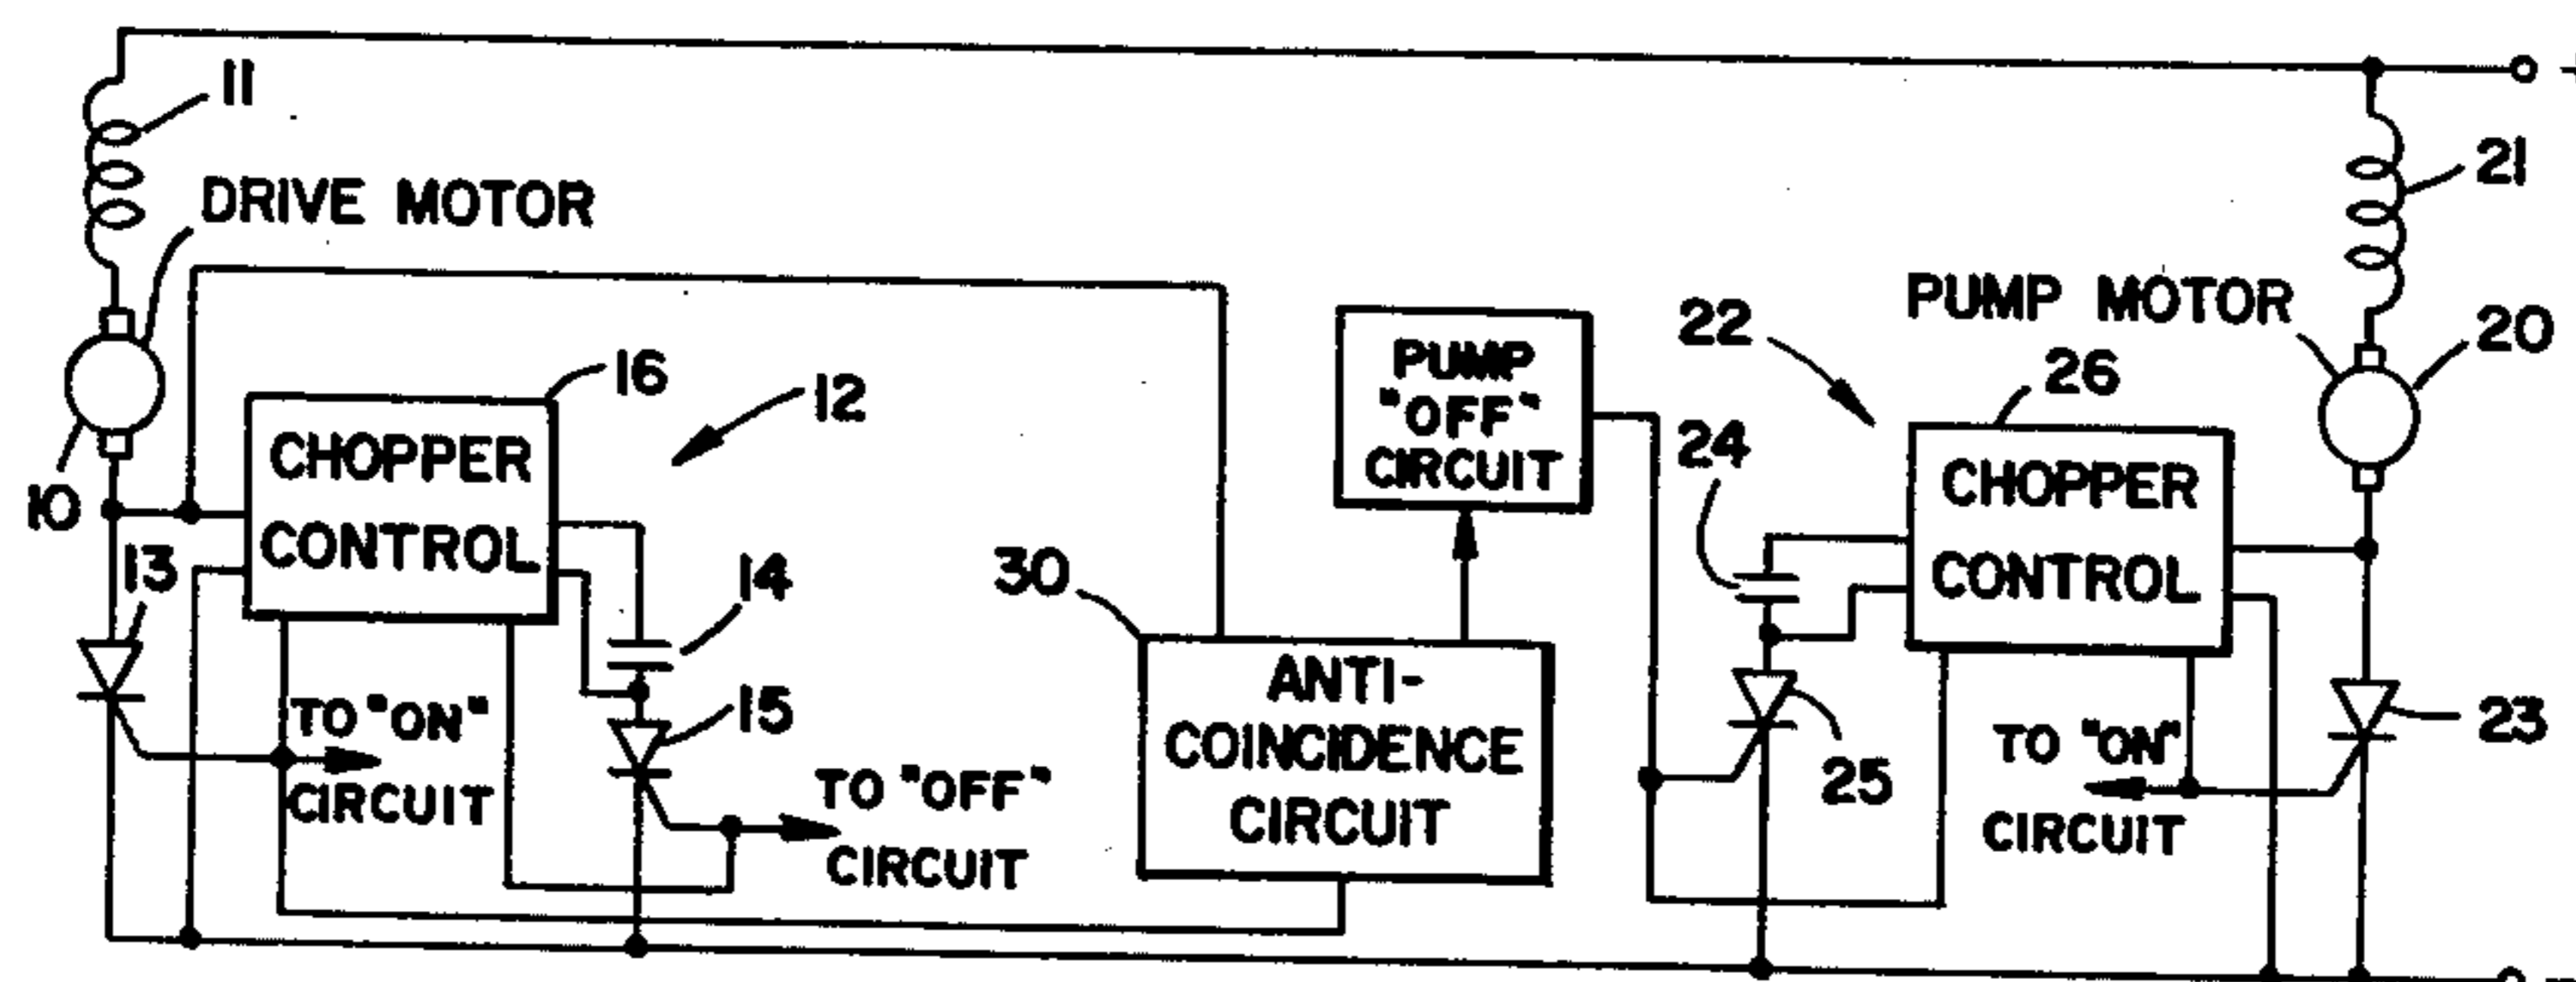 11
DRIVE MOTOR
10
13
CHOPPER
CONTROL
16
12
14
15
TO "ON"
CIRCUIT
TO "OFF"
CIRCUIT
30
ANTI-
COINCIDENCE
CIRCUIT
PUMP
"OFF"
CIRCUIT
22
24
25
PUMP MOTOR
26
CHOPPER
CONTROL
20
21
TO "ON"
CIRCUIT
23